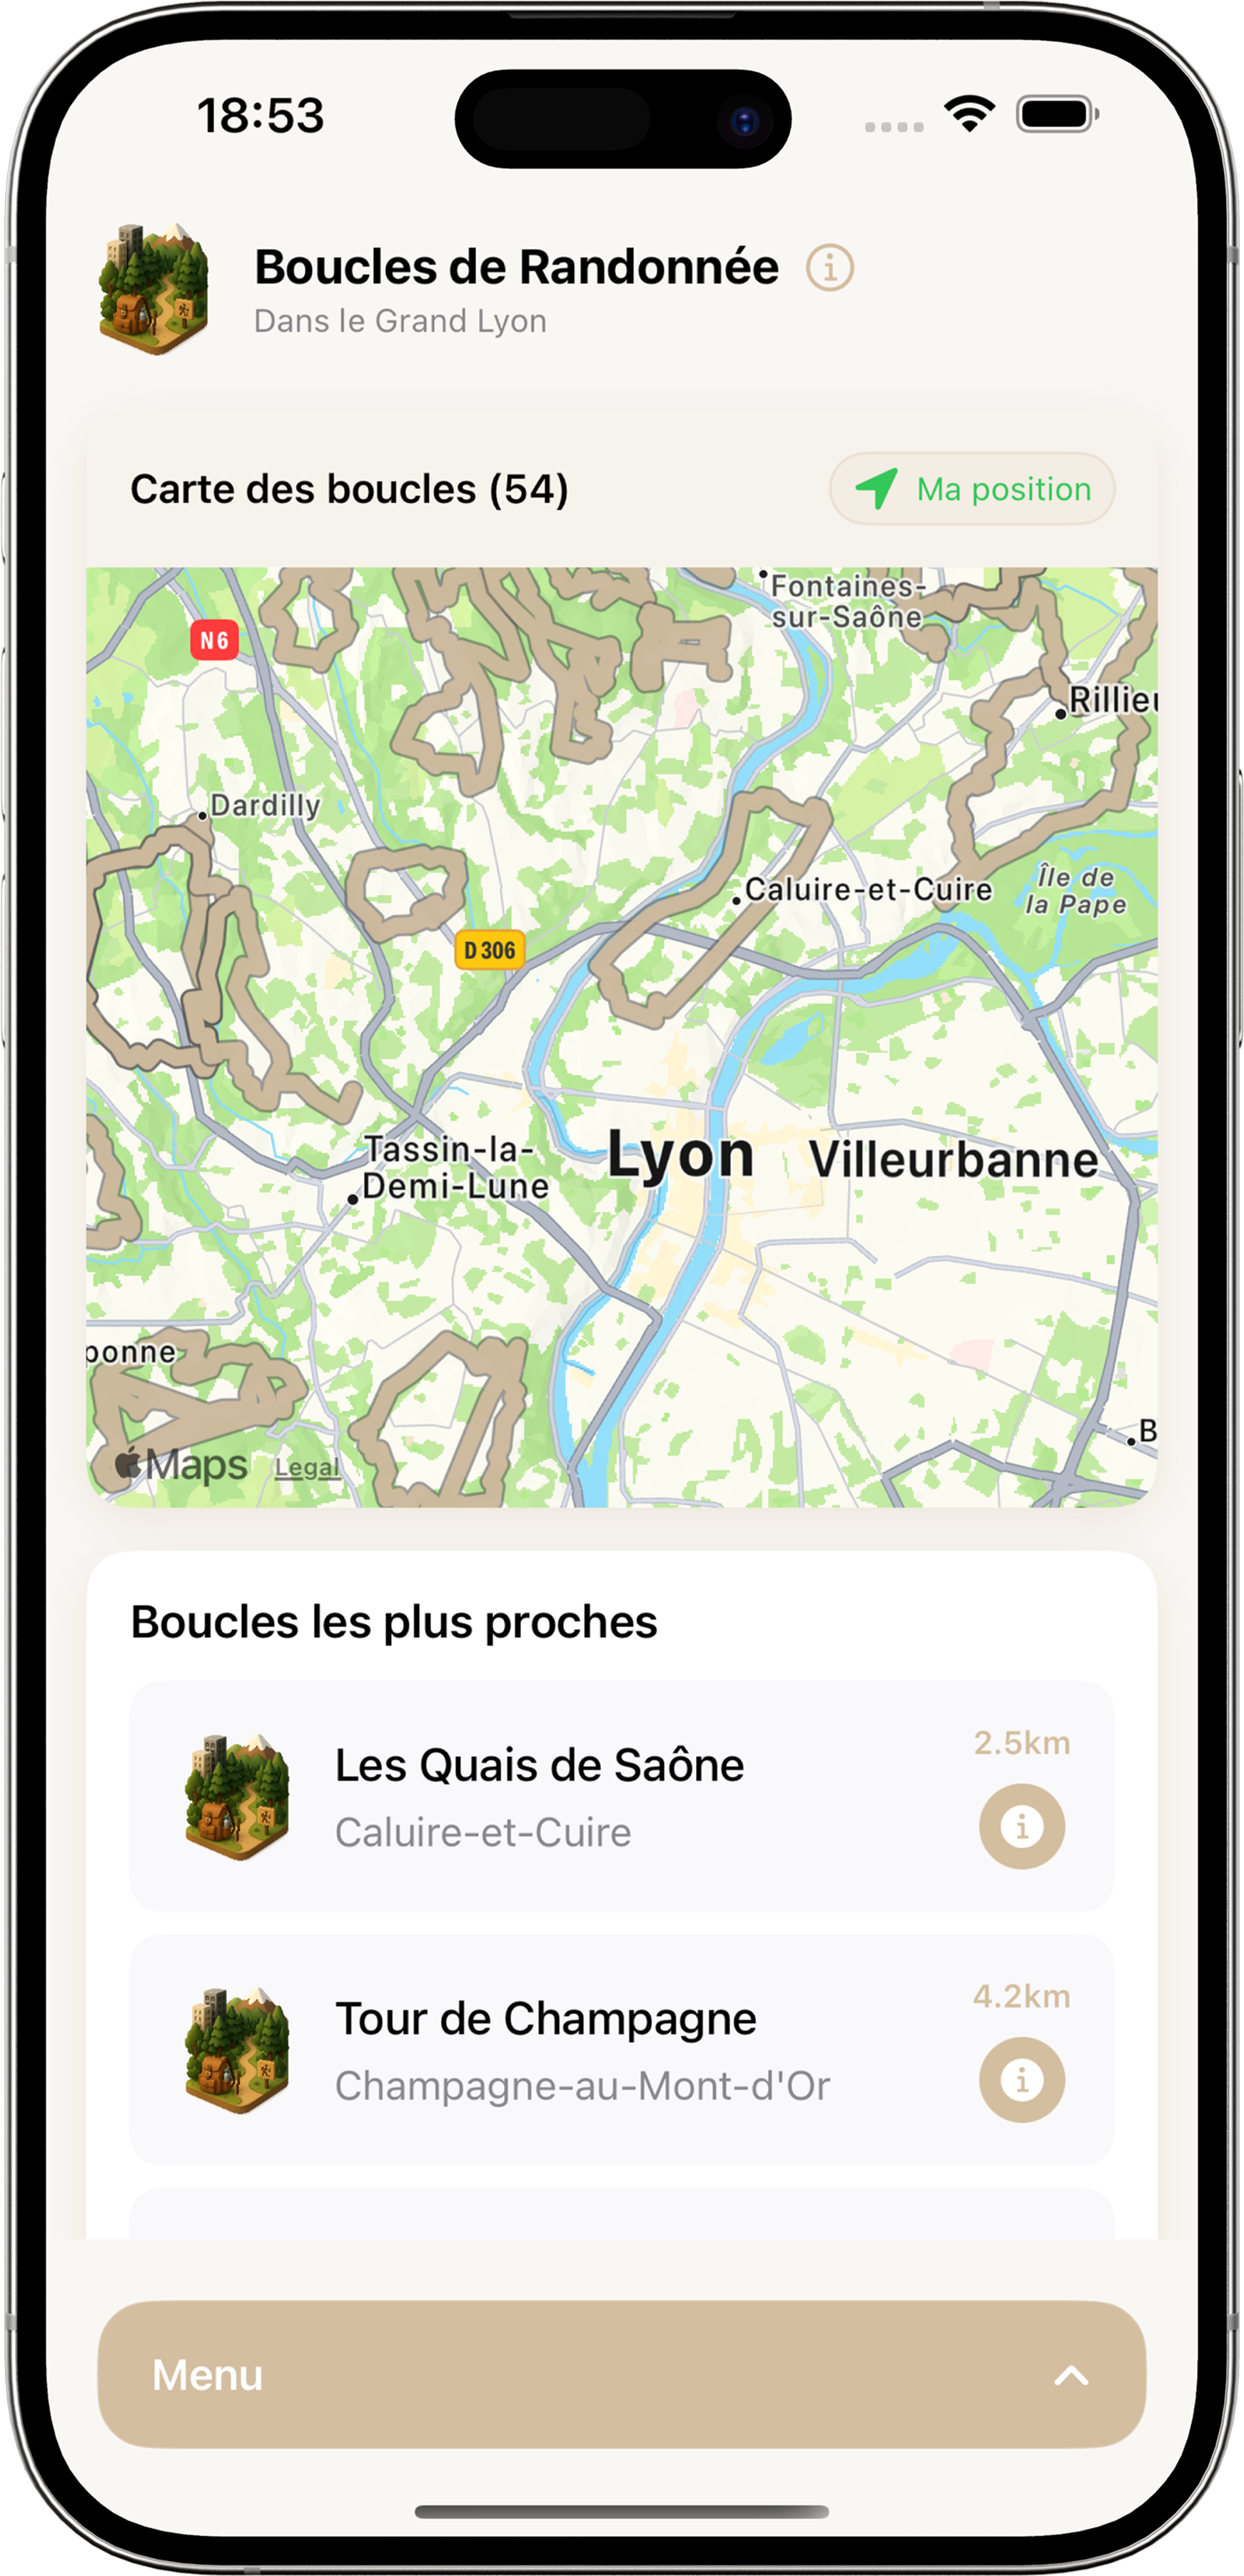 18:53
Boucles de Randonnée
Dans le Grand Lyon
Carte des boucles (54)
Ma position
Fontaines-
sur-Saône
N6
Rillieu
Dardilly
Caluire-et-Cuire
Île de
la Pape
D 306
Tassin-la-
Demi-Lune
Lyon
Villeurbanne
ponne
B
Maps
Legal
Boucles les plus proches
Les Quais de Saône
2.5km
Caluire-et-Cuire
Tour de Champagne
4.2km
Champagne-au-Mont-d'Or
Menu